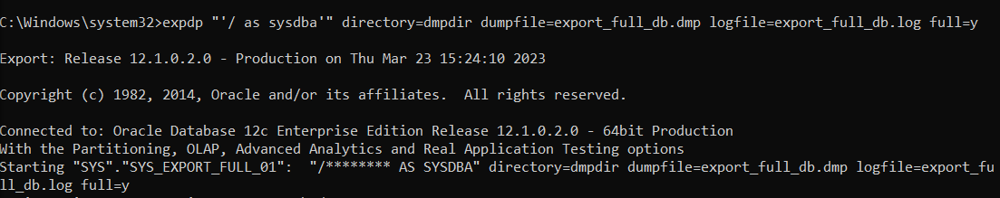 C:\Windows\system32>expdp "'/ as sysdba'" directory=dmpdir dumpfile=export_full_db.dmp logfile=export_full_db.log full=y
Export: Release 12.1.0.2.0 - Production on Thu Mar 23 15:24:10 2023
Copyright (c) 1982, 2014, Oracle and/or its affiliates.  All rights reserved.
Connected to: Oracle Database 12c Enterprise Edition Release 12.1.0.2.0 - 64bit Production
With the Partitioning, OLAP, Advanced Analytics and Real Application Testing options
Starting "SYS"."SYS_EXPORT_FULL_01":  "/******** AS SYSDBA" directory=dmpdir dumpfile=export_full_db.dmp logfile=export_fu
ll_db.log full=y